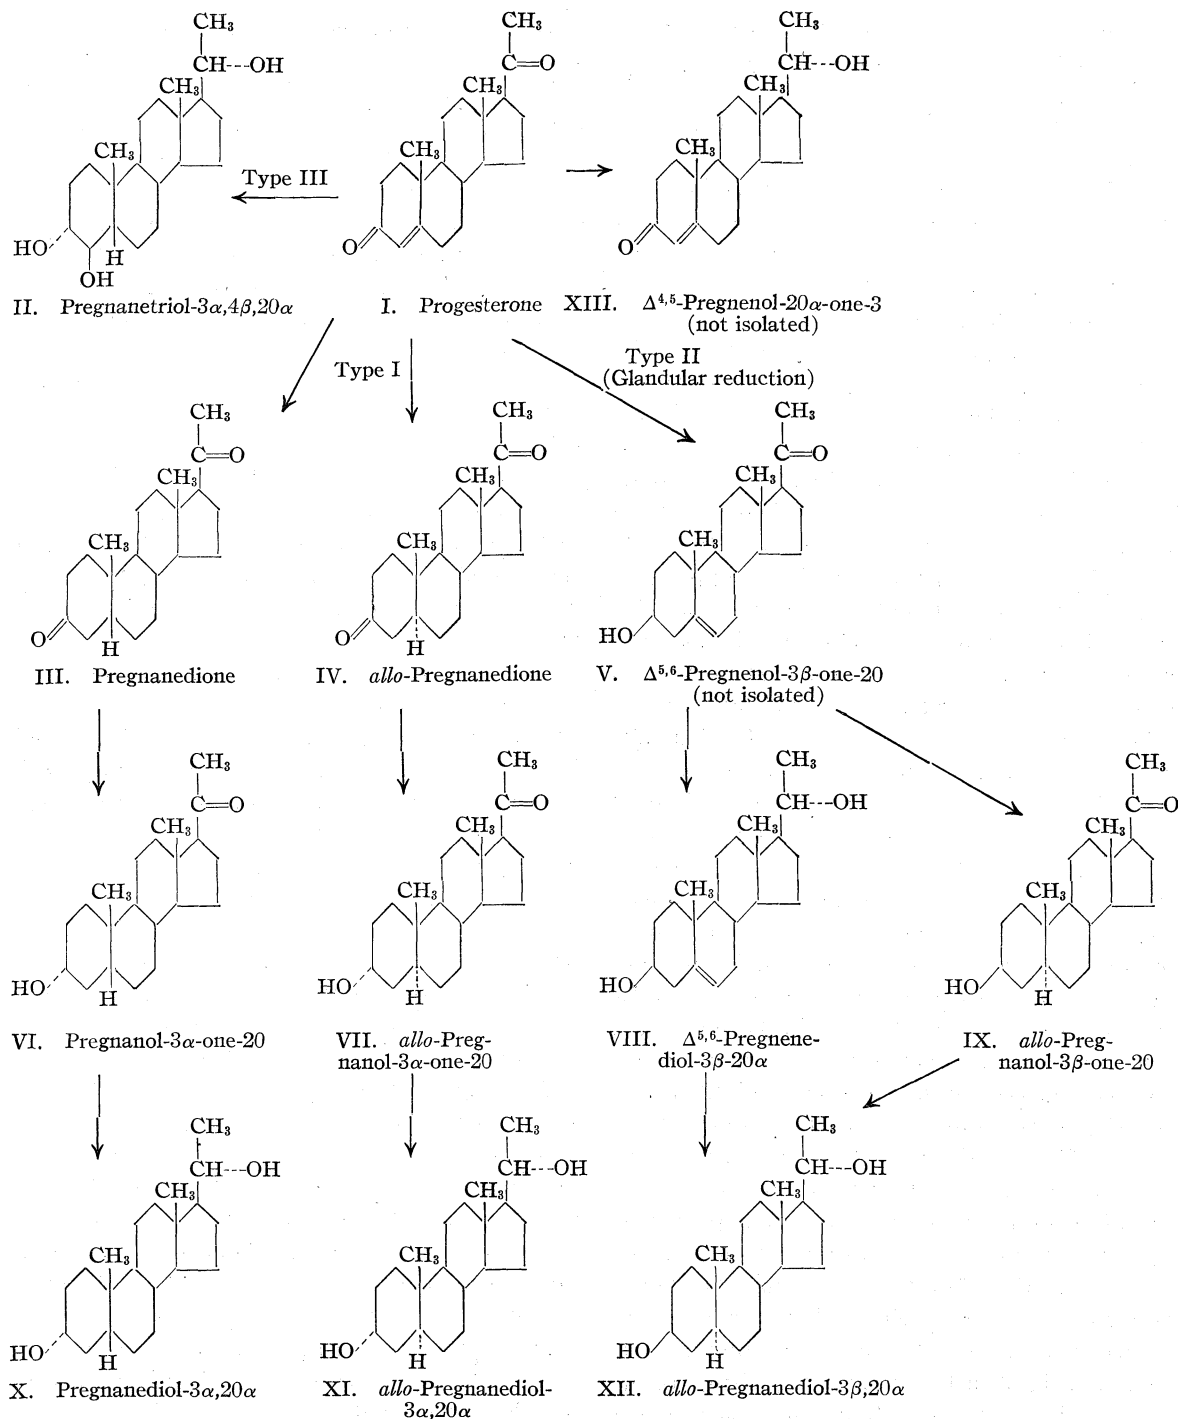 CH₃
CH---OH
CH₃
CH₃
HO
H
OH
II. Pregnanetriol-3α,4β,20α
Type III
CH₃
C=O
CH₃
CH₃
O
I. Progesterone
CH₃
CH---OH
CH₃
CH₃
O
XIII. Δ⁴,⁵-Pregnenol-20α-one-3
(not isolated)
Type I
Type II
(Glandular reduction)
CH₃
C=O
CH₃
CH₃
O
H
III. Pregnanedione
CH₃
C=O
CH₃
CH₃
O
H
IV. allo-Pregnanedione
CH₃
C=O
CH₃
CH₃
HO
V. Δ⁵,⁶-Pregnenol-3β-one-20
(not isolated)
CH₃
C=O
CH₃
CH₃
HO
H
VI. Pregnanol-3α-one-20
CH₃
C=O
CH₃
CH₃
HO
H
VII. allo-Preg-
nanol-3α-one-20
CH₃
CH---OH
CH₃
CH₃
HO
VIII. Δ⁵,⁶-Pregnene-
diol-3β-20α
CH₃
C=O
CH₃
CH₃
HO
H
IX. allo-Preg-
nanol-3β-one-20
CH₃
CH---OH
CH₃
CH₃
HO
H
X. Pregnanediol-3α,20α
CH₃
CH---OH
CH₃
CH₃
HO
H
XI. allo-Pregnanediol-
3α,20α
CH₃
CH---OH
CH₃
CH₃
HO
H
XII. allo-Pregnanediol-3β,20α